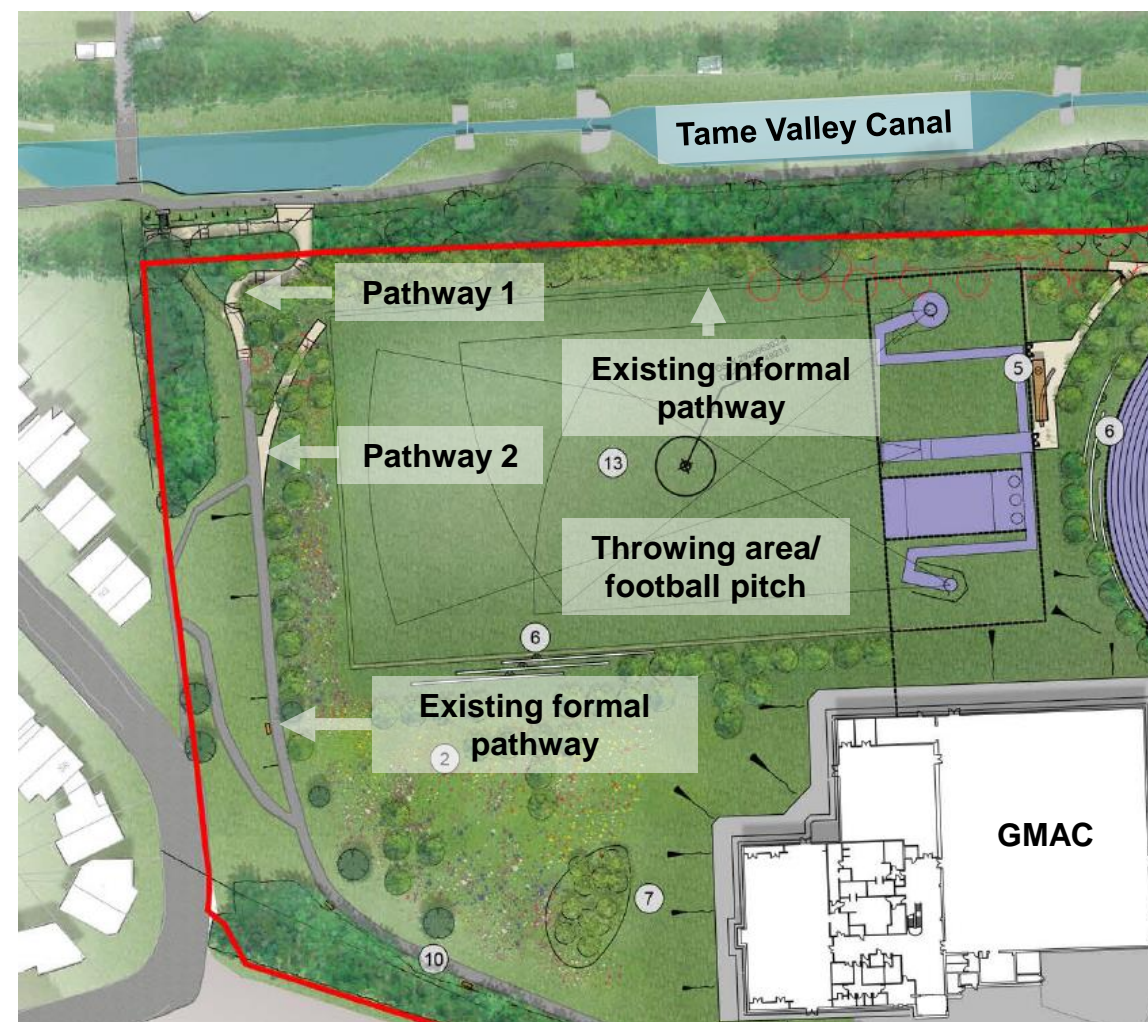 Tame Valley Canal
Pathway 1
Existing informal
pathway
5
6
Pathway 2
13
Throwing area/
football pitch
6
Existing formal
pathway
2
GMAC
7
10